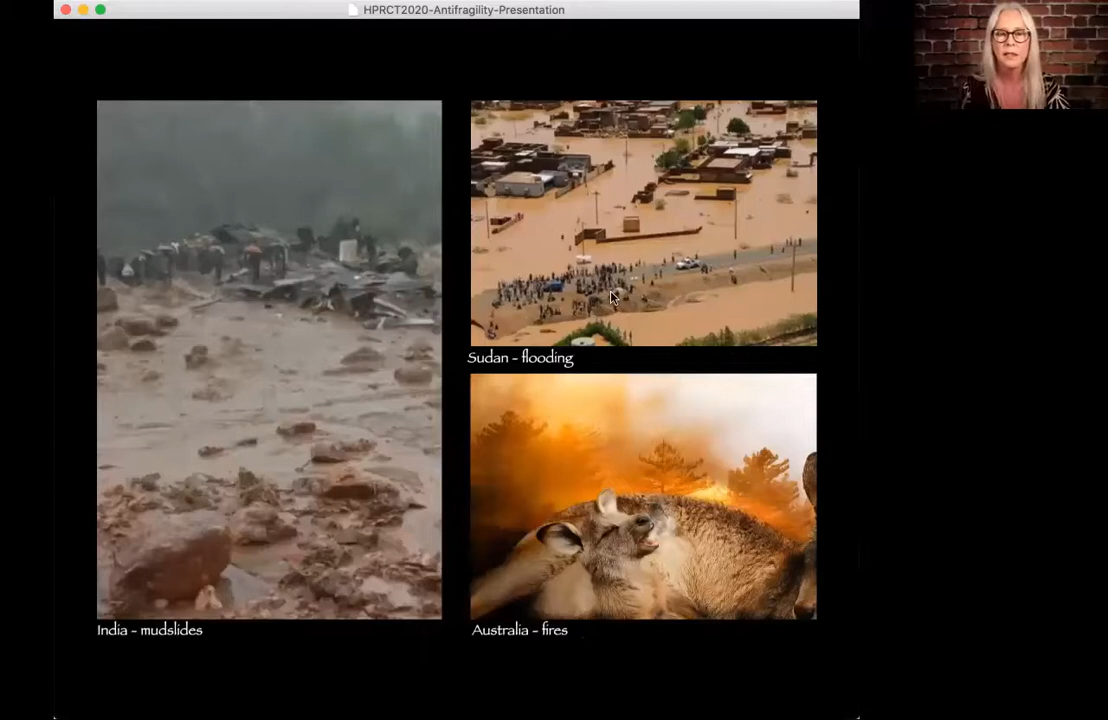 HPRCT2020-Antifragility-Presentation
Sudan - flooding
India - mudslides
Australia - fires